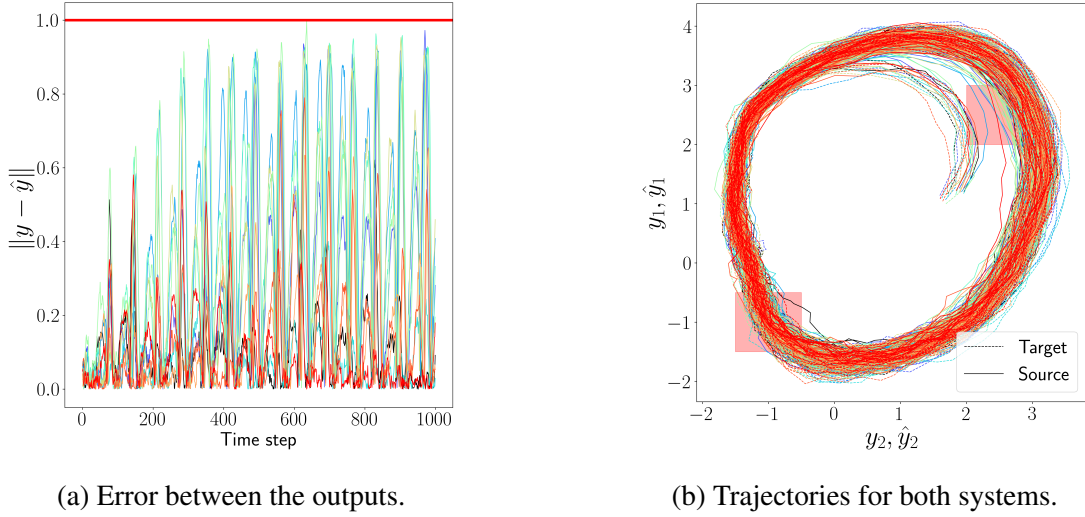 1.0
0.8
0.6
0.4
0.2
0.0
‖y − ŷ‖
0 200 400 600 800 1000
Time step
4
3
2
1
0
−1
−2
y₁, ŷ₁
−2 −1 0 1 2 3
y₂, ŷ₂
Target
Source
(a) Error between the outputs.
(b) Trajectories for both systems.